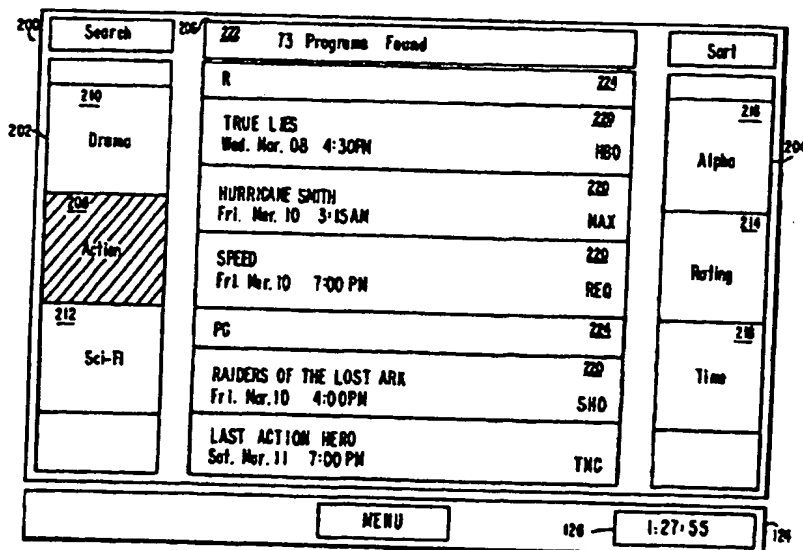 200
Search
206
222 73 Programs Found
Sort
R 224
210
Drama
202
TRUE LIES 220
Wed. Mar. 08 4:30PM HBO
216
Alpha
204
HURRICANE SMITH 220
Fri. Mar. 10 3:15AM MAX
208
Action
SPEED 220
Fri. Mar. 10 7:00 PM REQ
214
Rating
PG 224
212
Sci-Fi
RAIDERS OF THE LOST ARK 220
Fri. Mar. 10 4:00PM SHO
218
Time
LAST ACTION HERO
Sat. Mar. 11 7:00 PM TMC
MENU
126
1:27:55
124